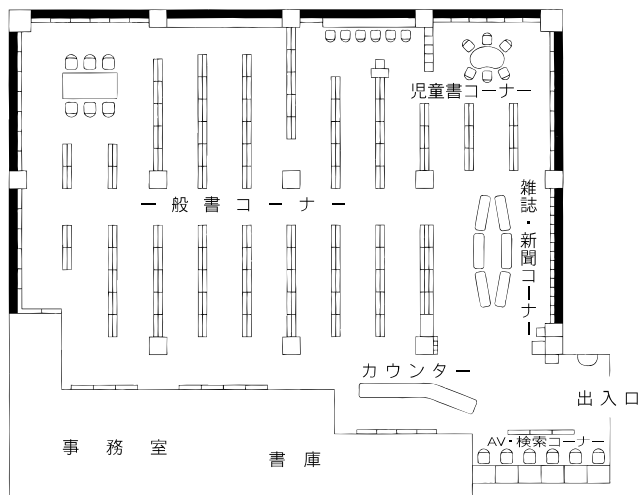 児童書コーナー
一般書コーナー
雑誌・新聞コーナー
カウンター
出入口
AV・検索コーナー
事務室
書庫